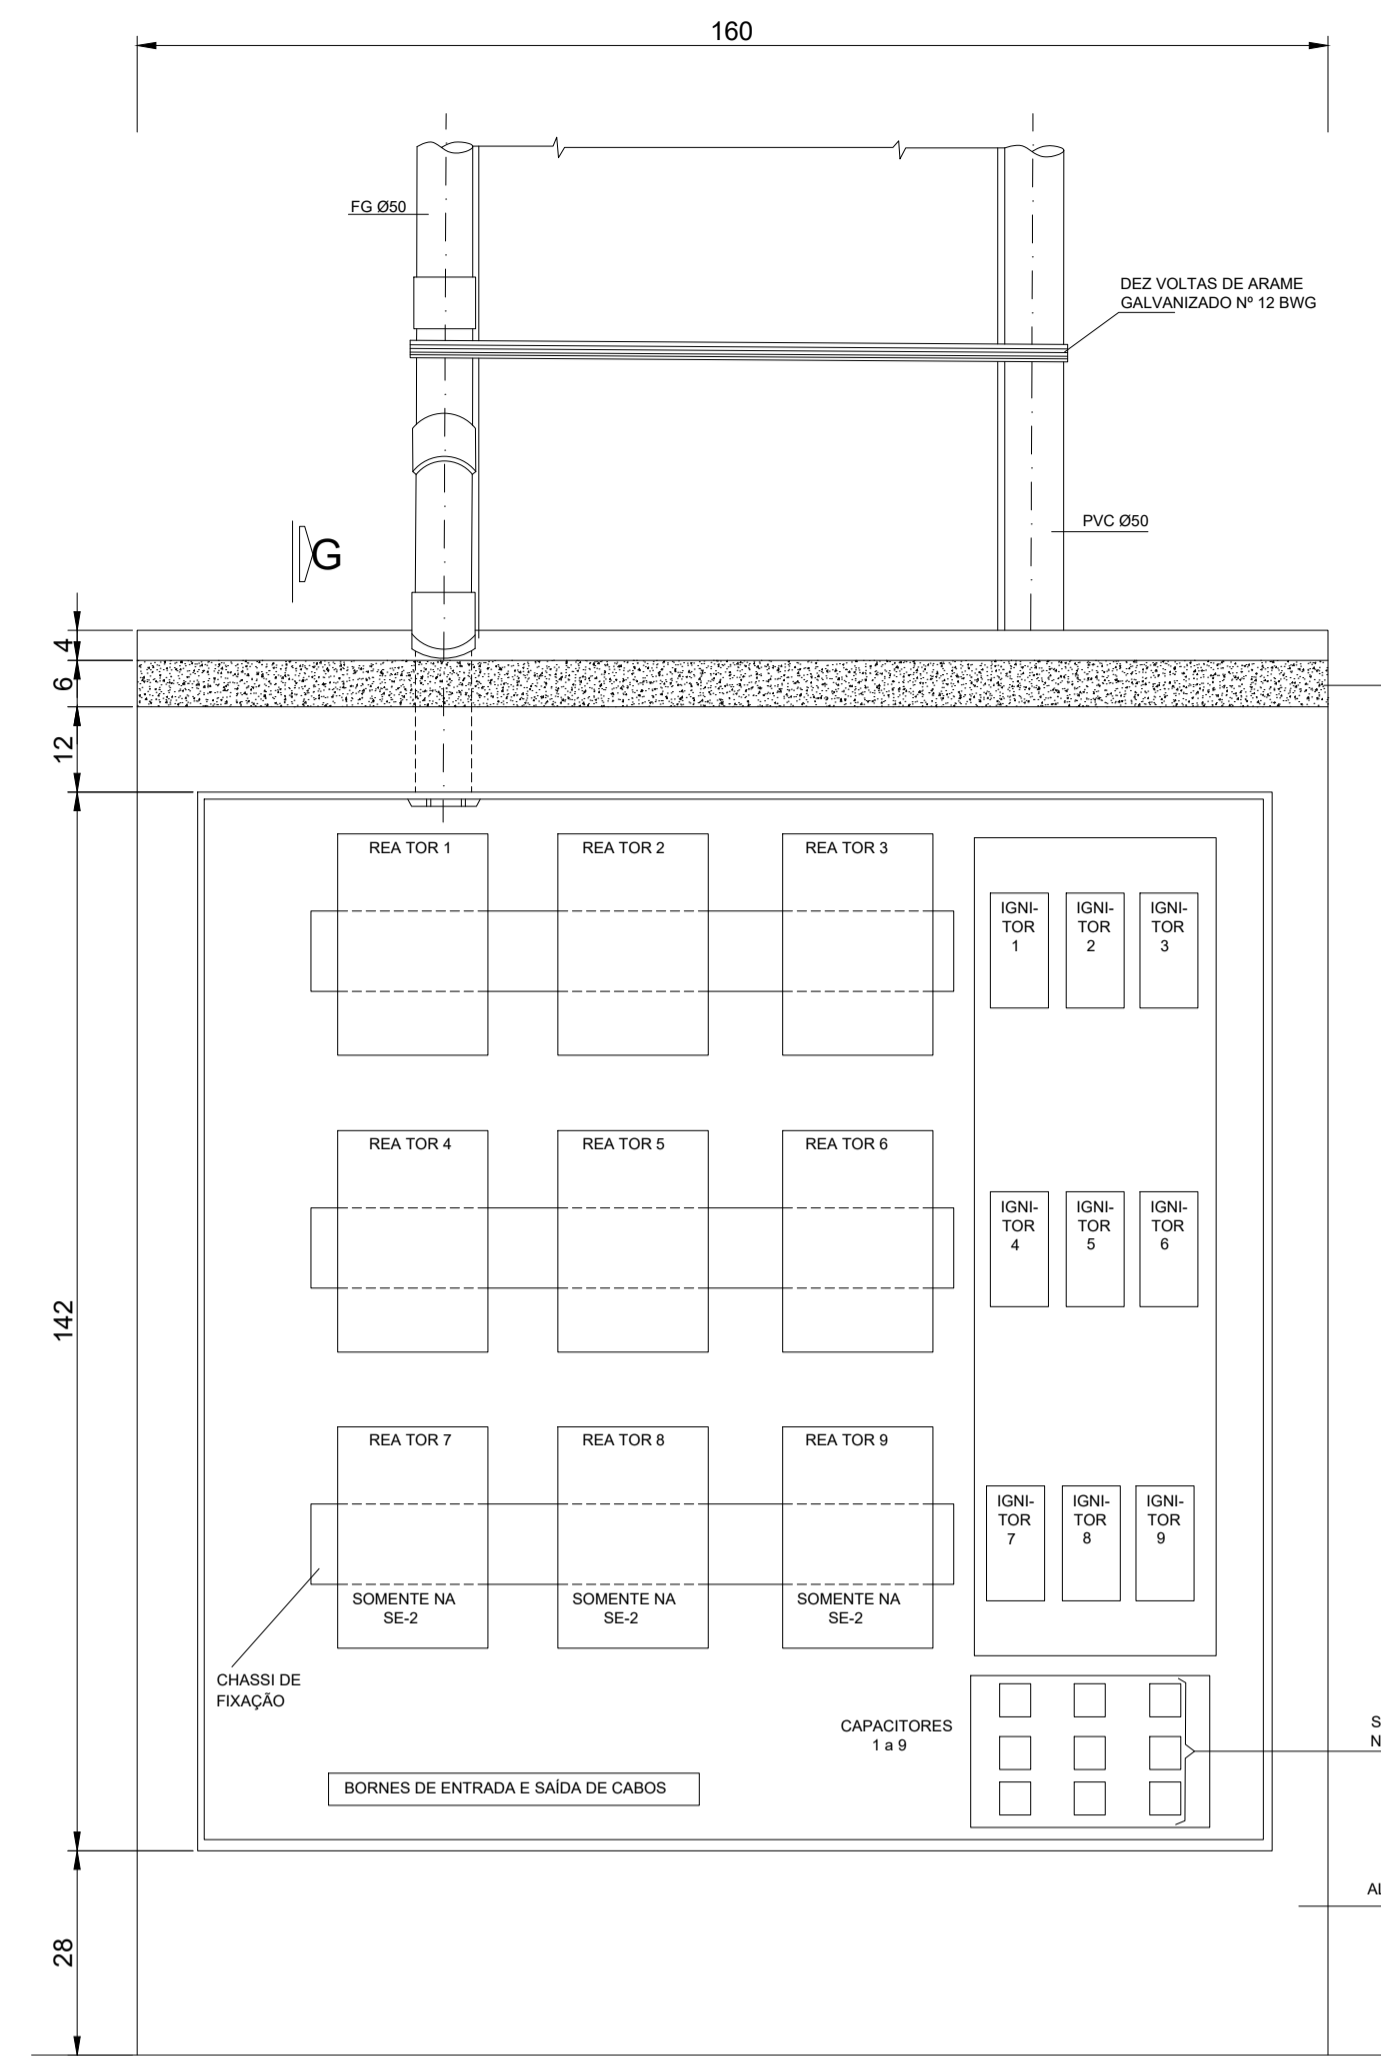 160
FG Ø50
DEZ VOLTAS DE ARAME
GALVANIZADO Nº 12 BWG
PVC Ø50
G
4
6
12
142
28
REA TOR 1
REA TOR 2
REA TOR 3
IGNI-
TOR
1
IGNI-
TOR
2
IGNI-
TOR
3
REA TOR 4
REA TOR 5
REA TOR 6
IGNI-
TOR
4
IGNI-
TOR
5
IGNI-
TOR
6
REA TOR 7
REA TOR 8
REA TOR 9
IGNI-
TOR
7
IGNI-
TOR
8
IGNI-
TOR
9
SOMENTE NA
SE-2
SOMENTE NA
SE-2
SOMENTE NA
SE-2
CHASSI DE
FIXAÇÃO
CAPACITORES
1 a 9
BORNES DE ENTRADA E SAÍDA DE CABOS